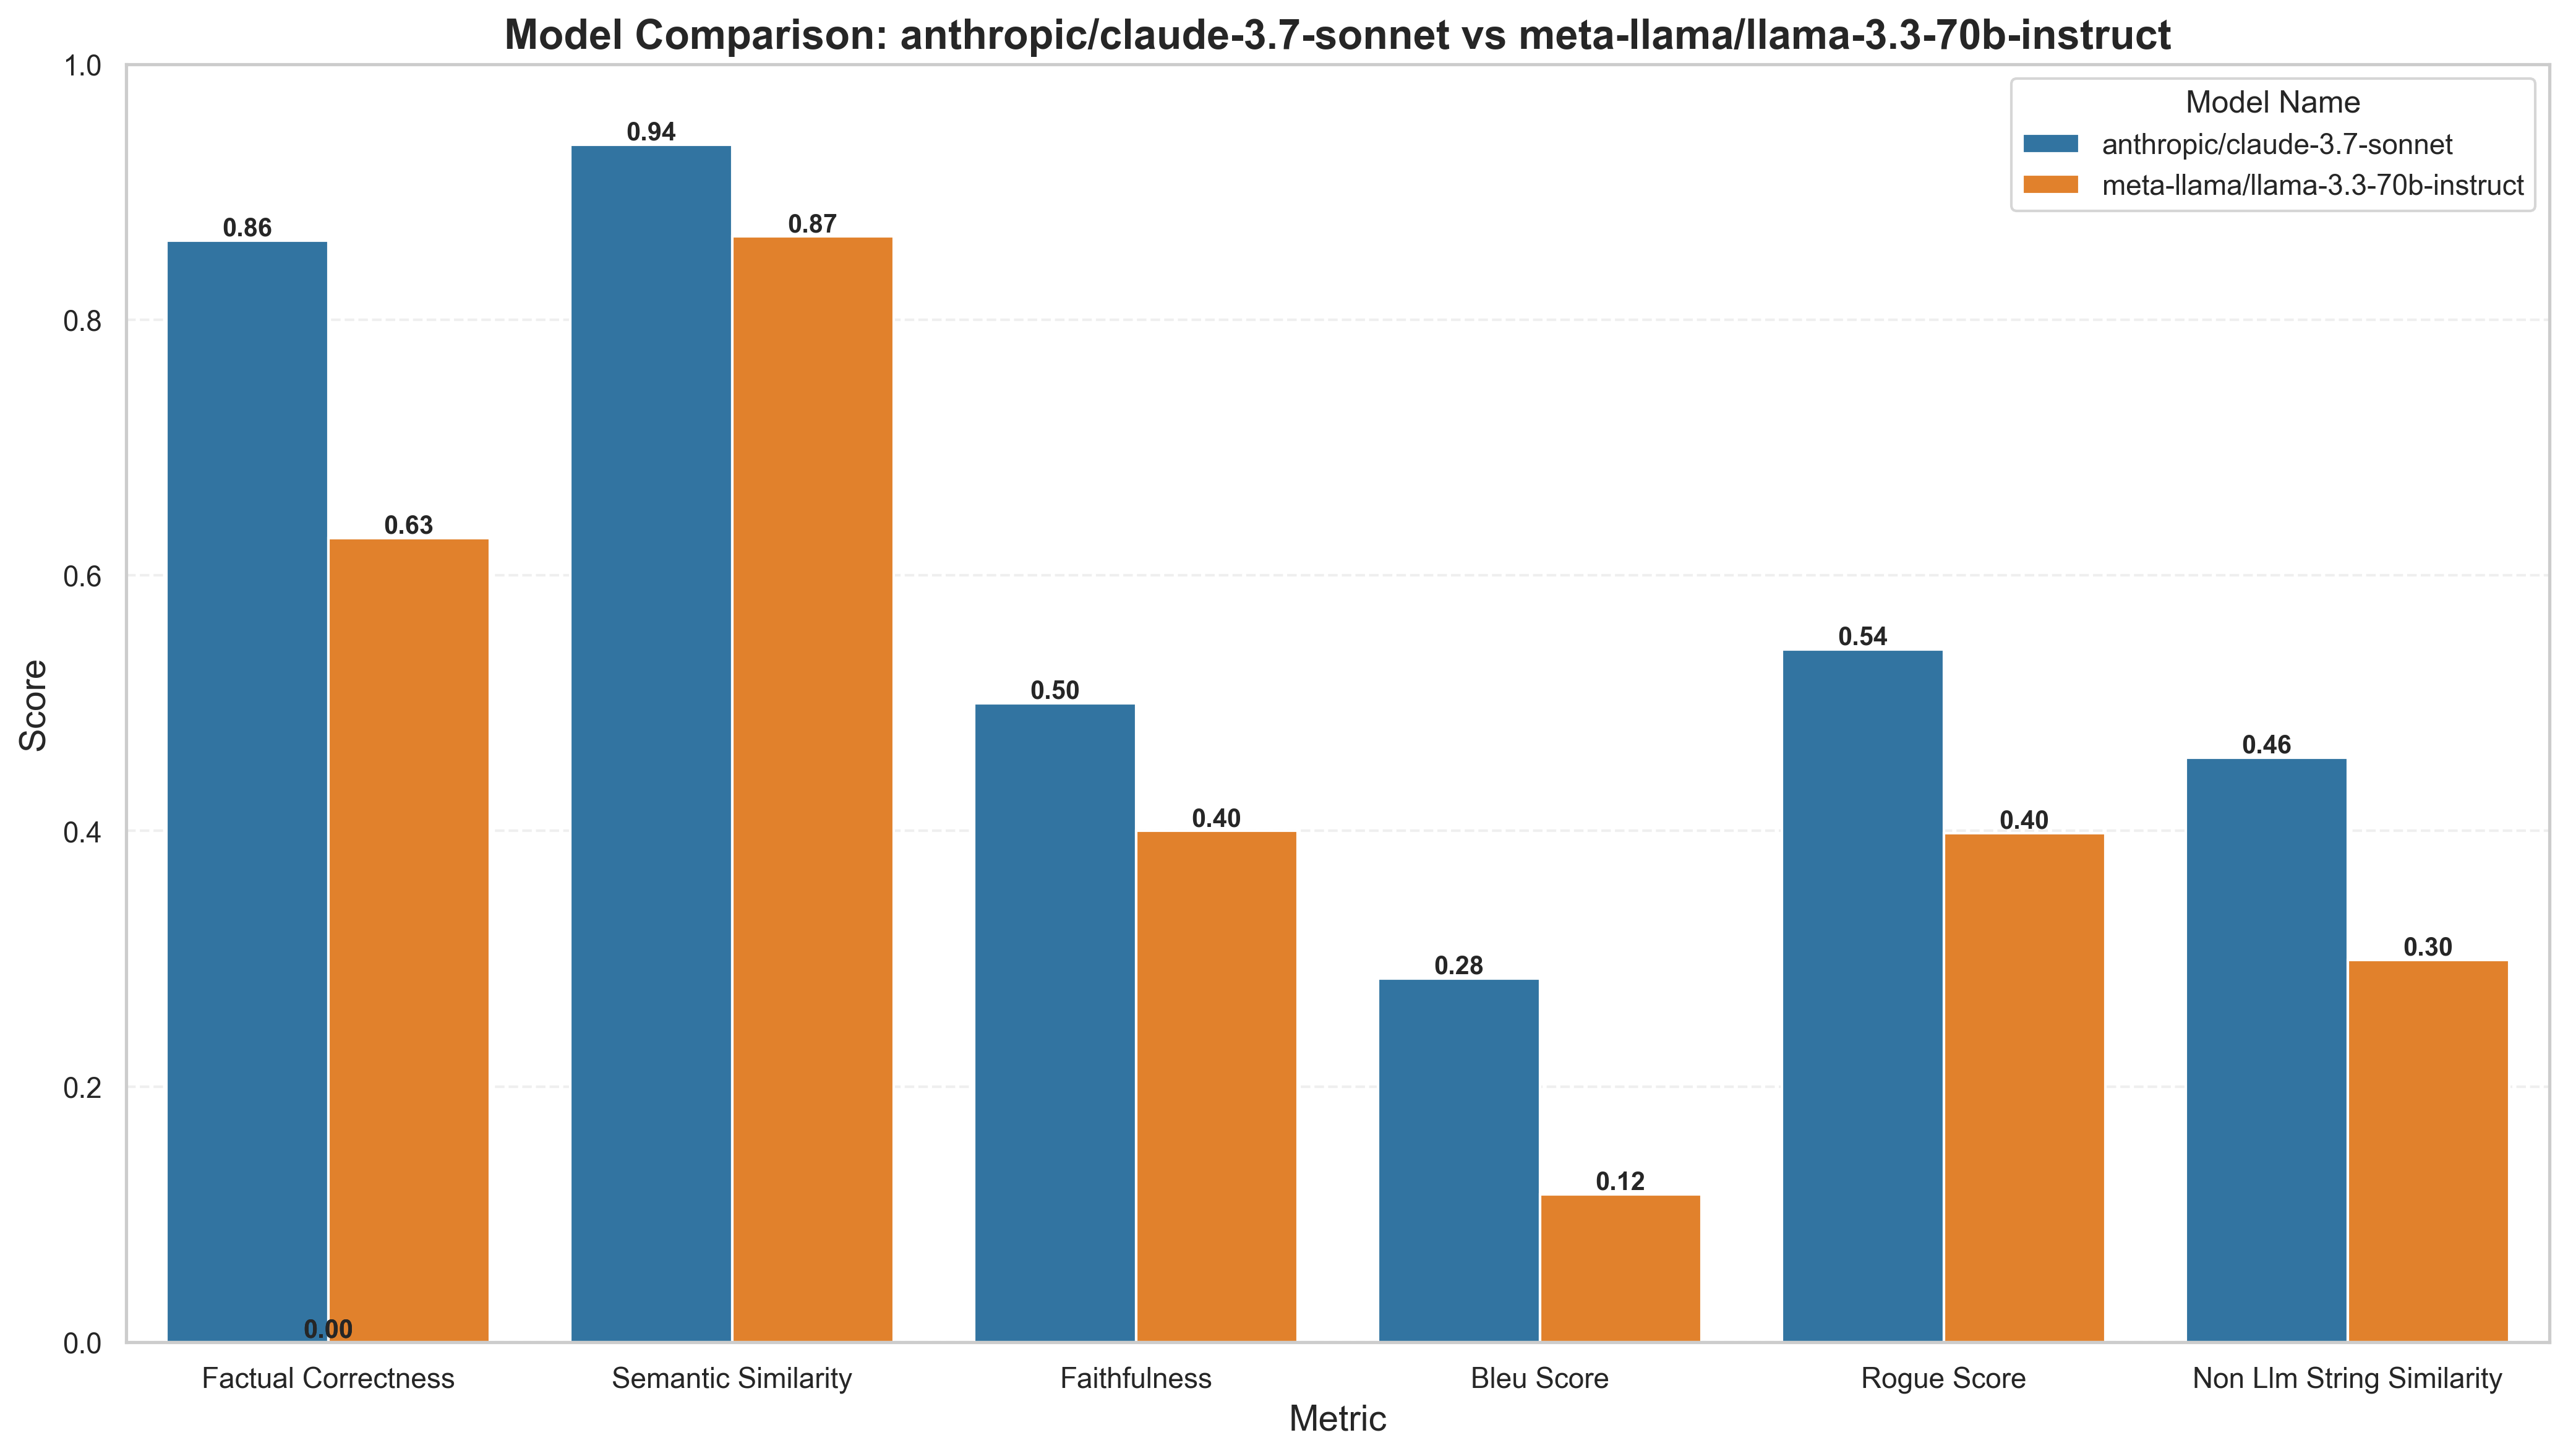 Model Comparison: anthropic/claude-3.7-sonnet vs meta-llama/llama-3.3-70b-instruct
Model Name
anthropic/claude-3.7-sonnet
meta-llama/llama-3.3-70b-instruct
Score
1.0
0.8
0.6
0.4
0.2
0.0
0.86
0.63
0.00
0.94
0.87
0.50
0.40
0.28
0.12
0.54
0.40
0.46
0.30
Factual Correctness
Semantic Similarity
Faithfulness
Bleu Score
Rogue Score
Non Llm String Similarity
Metric